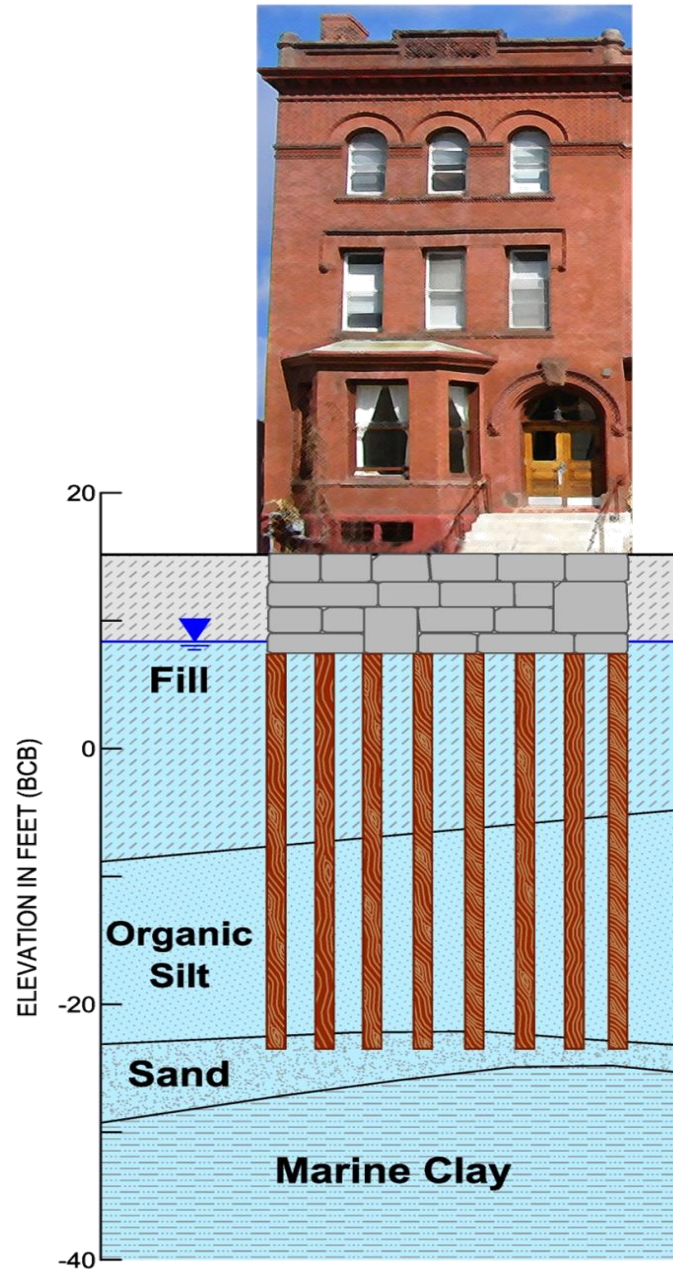 20
Fill
0
ELEVATION IN FEET (BCB)
Organic
Silt
-20
Sand
Marine Clay
-40